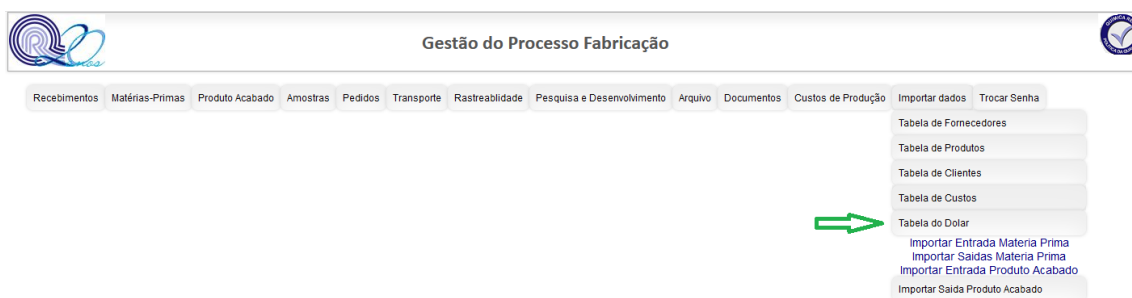 Gestão do Processo Fabricação
Recebimentos Matérias-Primas Produto Acabado Amostras Pedidos Transporte Rastreablidade Pesquisa e Desenvolvimento Arquivo Documentos Custos de Produção Importar dados Trocar Senha
Tabela de Fornecedores
Tabela de Produtos
Tabela de Clientes
Tabela de Custos
Tabela do Dolar
Importar Entrada Materia Prima
Importar Saidas Materia Prima
Importar Entrada Produto Acabado
Importar Saida Produto Acabado